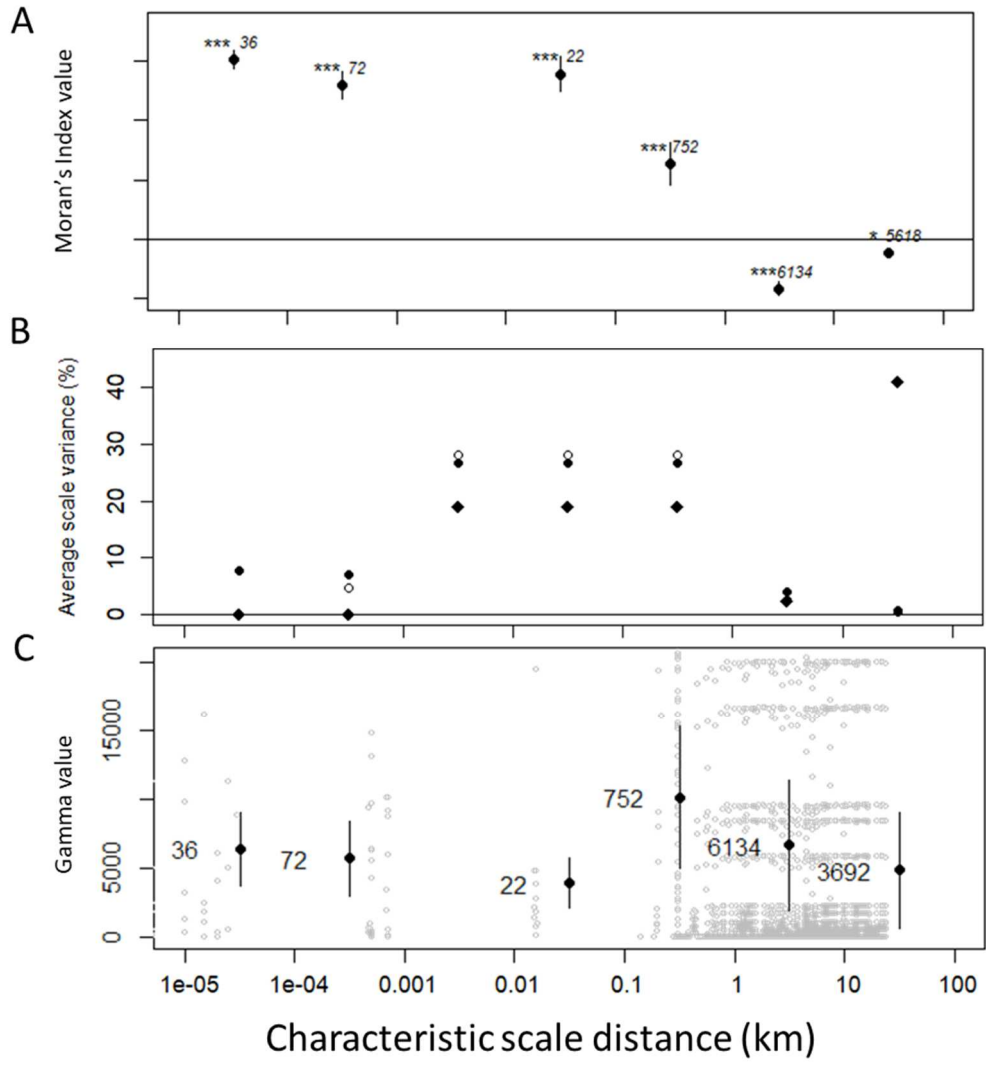 A
Moran's Index value
*** 36
*** 72
*** 22
*** 752
*** 6134
* 5618
B
Average scale variance (%)
40
30
20
10
0
C
Gamma value
15000
5000
0
36
72
22
752
6134
3692
1e-05 1e-04 0.001 0.01 0.1 1 10 100
Characteristic scale distance (km)